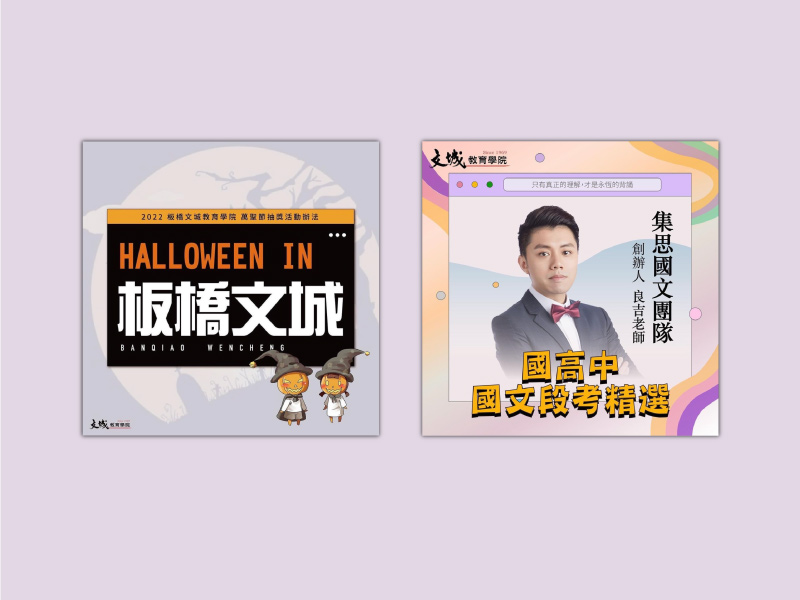 2022 板橋文城教育學院 萬聖節抽獎活動辦法
HALLOWEEN IN
板橋文城
BANQIAO WENCHENG
文城 教育學院
Since 1969
文城 教育學院
只有真正的理解,才是永恆的背誦
集思國文團隊
創辦人 良吉老師
國高中
國文段考精選